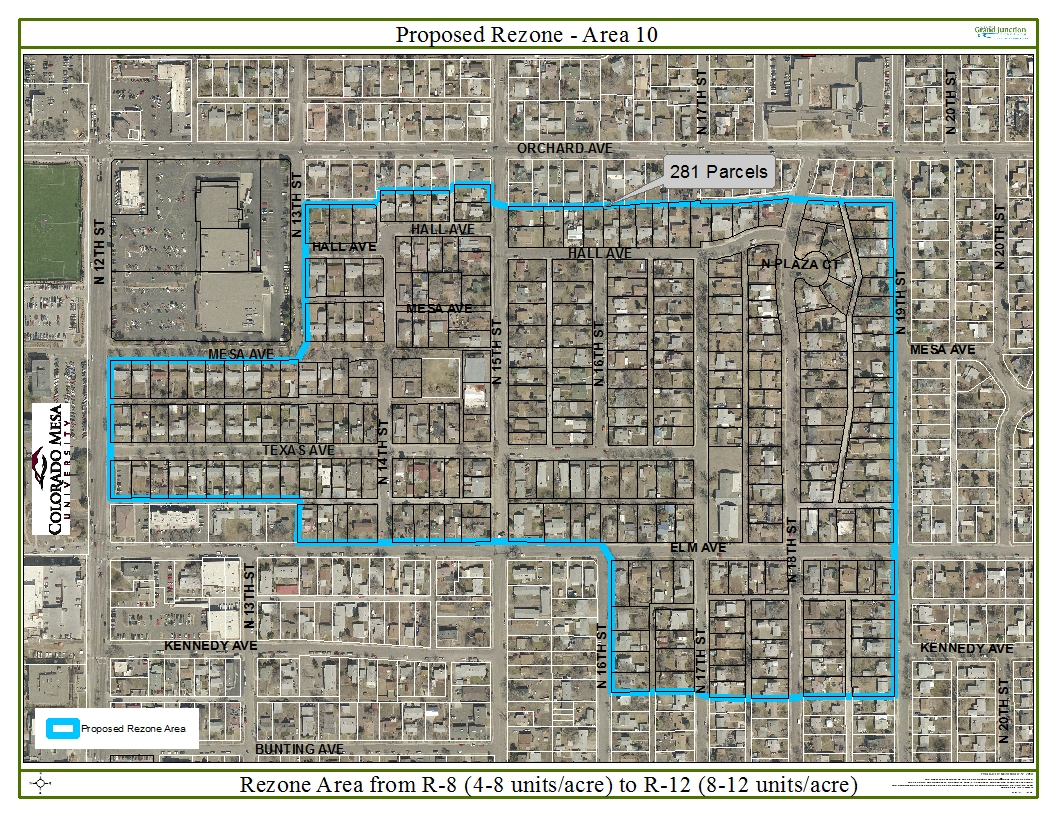 Proposed Rezone - Area 10
Grand Junction
N 17TH ST
N 20TH ST
ORCHARD AVE
281 Parcels
N 12TH ST
N 13TH ST
HALL AVE
HALL AVE
HALL AVE
N PLAZA CT
N 20TH ST
N 19TH ST
MESA AVE
MESA AVE
MESA AVE
N 15TH ST
N 16TH ST
TEXAS AVE
N 14TH ST
COLORADO MESA
UNIVERSITY
ELM AVE
N 18TH ST
N 13TH ST
KENNEDY AVE
N 16TH ST
N 17TH ST
KENNEDY AVE
N 20TH ST
Proposed Rezone Area
BUNTING AVE
Rezone Area from R-8 (4-8 units/acre) to R-12 (8-12 units/acre)